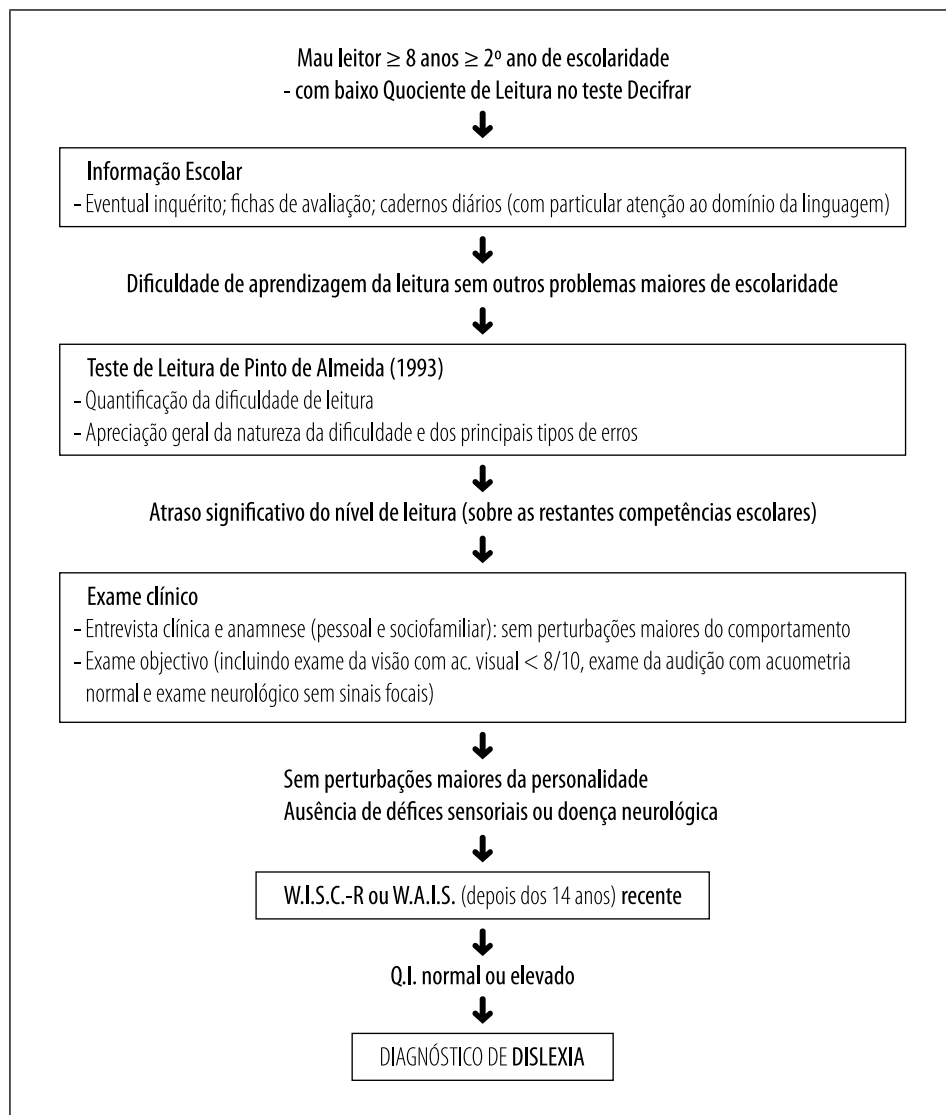 Mau leitor ≥ 8 anos ≥ 2º ano de escolaridade
- com baixo Quociente de Leitura no teste Decifrar
Informação Escolar
- Eventual inquérito; fichas de avaliação; cadernos diários (com particular atenção ao domínio da linguagem)
Dificuldade de aprendizagem da leitura sem outros problemas maiores de escolaridade
Teste de Leitura de Pinto de Almeida (1993)
- Quantificação da dificuldade de leitura
- Apreciação geral da natureza da dificuldade e dos principais tipos de erros
Atraso significativo do nível de leitura (sobre as restantes competências escolares)
Exame clínico
- Entrevista clínica e anamnese (pessoal e sociofamiliar): sem perturbações maiores do comportamento
- Exame objectivo (incluindo exame da visão com ac. visual < 8/10, exame da audição com acuometria
normal e exame neurológico sem sinais focais)
Sem perturbações maiores da personalidade
Ausência de défices sensoriais ou doença neurológica
W.I.S.C.-R ou W.A.I.S. (depois dos 14 anos) recente
Q.I. normal ou elevado
DIAGNÓSTICO DE DISLEXIA